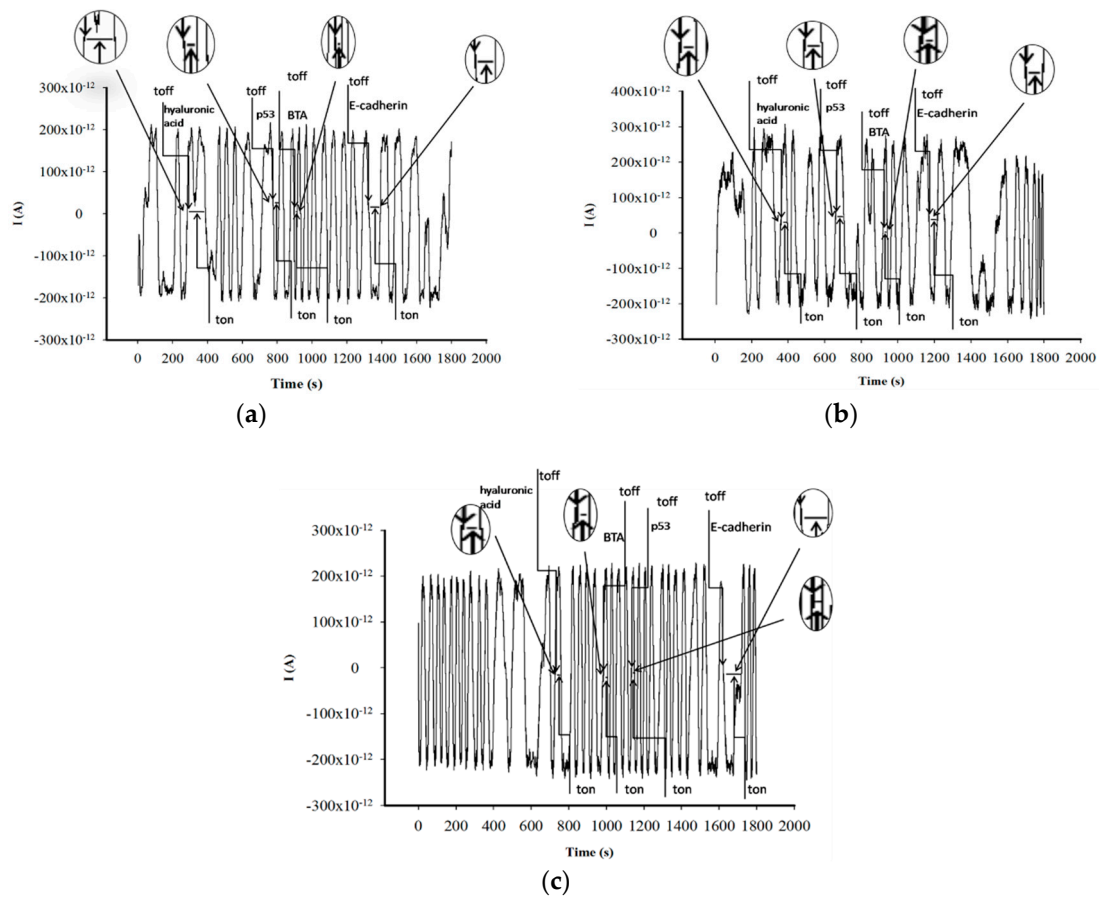 toff
toff
toff
toff
hyaluronic
acid
p53
BTA
E-cadherin
300x10-12
200x10-12
100x10-12
0
-100x10-12
-200x10-12
-300x10-12
I (A)
ton
ton
ton
ton
0 200 400 600 800 1000 1200 1400 1600 1800 2000
Time (s)
(a)
toff
toff
toff
toff
hyaluronic
acid
p53
BTA
E-cadherin
400x10-12
300x10-12
200x10-12
100x10-12
0
-100x10-12
-200x10-12
-300x10-12
I (A)
ton
ton
ton
ton
0 200 400 600 800 1000 1200 1400 1600 1800 2000
Time (s)
(b)
toff
toff
toff
toff
hyaluronic
acid
BTA
p53
E-cadherin
300x10-12
200x10-12
100x10-12
0
-100x10-12
-200x10-12
-300x10-12
I (A)
ton
ton
ton
ton
0 200 400 600 800 1000 1200 1400 1600 1800 2000
Time (s)
(c)